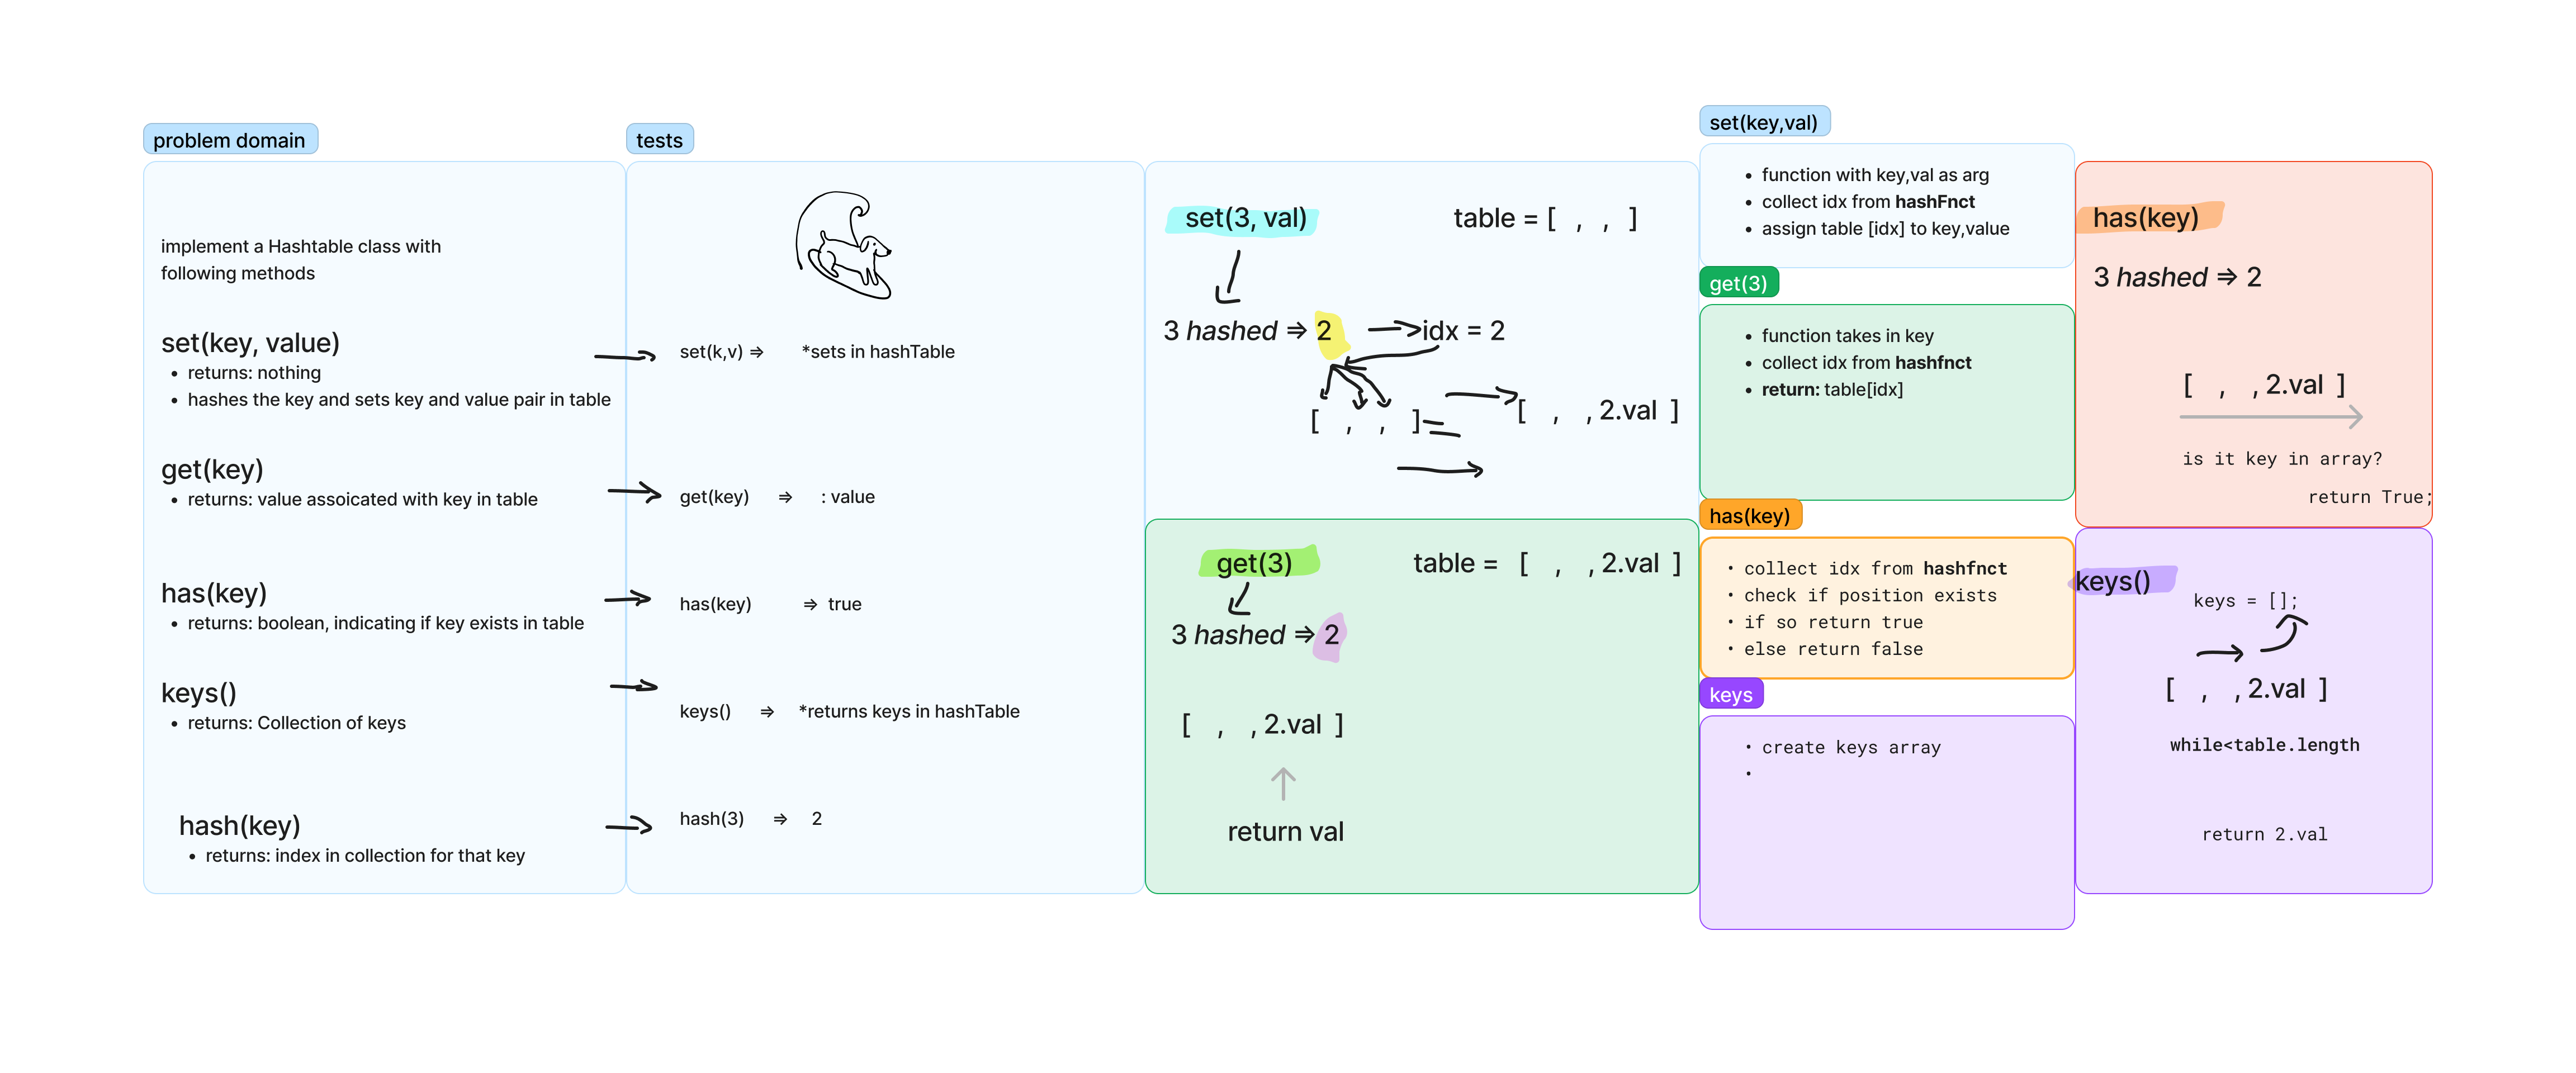 problem domain
implement a Hashtable class with
following methods
set(key, value)
• returns: nothing
• hashes the key and sets key and value pair in table
get(key)
• returns: value assoicated with key in table
has(key)
• returns: boolean, indicating if key exists in table
keys()
• returns: Collection of keys
hash(key)
• returns: index in collection for that key
tests
set(k,v) ⇒ *sets in hashTable
get(key) ⇒ : value
has(key) ⇒ true
keys() ⇒ *returns keys in hashTable
hash(3) ⇒ 2
set(3, val)
table = [ , , ]
3 hashed ⇒ 2
idx = 2
[ , , ]
[ , , 2.val ]
get(3)
table = [ , , 2.val ]
3 hashed ⇒ 2
[ , , 2.val ]
return val
set(key,val)
• function with key,val as arg
• collect idx from hashFnct
• assign table [idx] to key,value
get(3)
• function takes in key
• collect idx from hashfnct
• return: table[idx]
has(key)
• collect idx from hashfnct
• check if position exists
• if so return true
• else return false
keys
• create keys array
•
has(key)
3 hashed ⇒ 2
[ , , 2.val ]
is it key in array?
return True;
keys()
keys = [];
[ , , 2.val ]
while<table.length
return 2.val